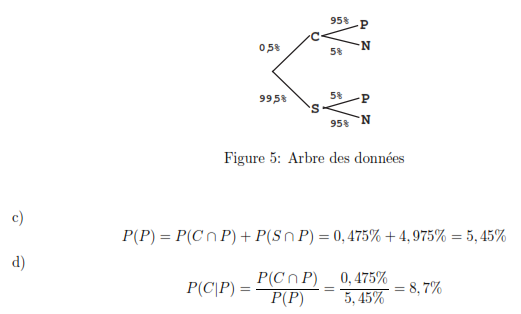 95% P
C
0,5% N
5%
99,5% 5% P
S
N
95%
Figure 5: Arbre des données
c)
P(P) = P(C ∩ P) + P(S ∩ P) = 0,475% + 4,975% = 5,45%
d)
P(C|P) = P(C ∩ P) / P(P) = 0,475% / 5,45% = 8,7%